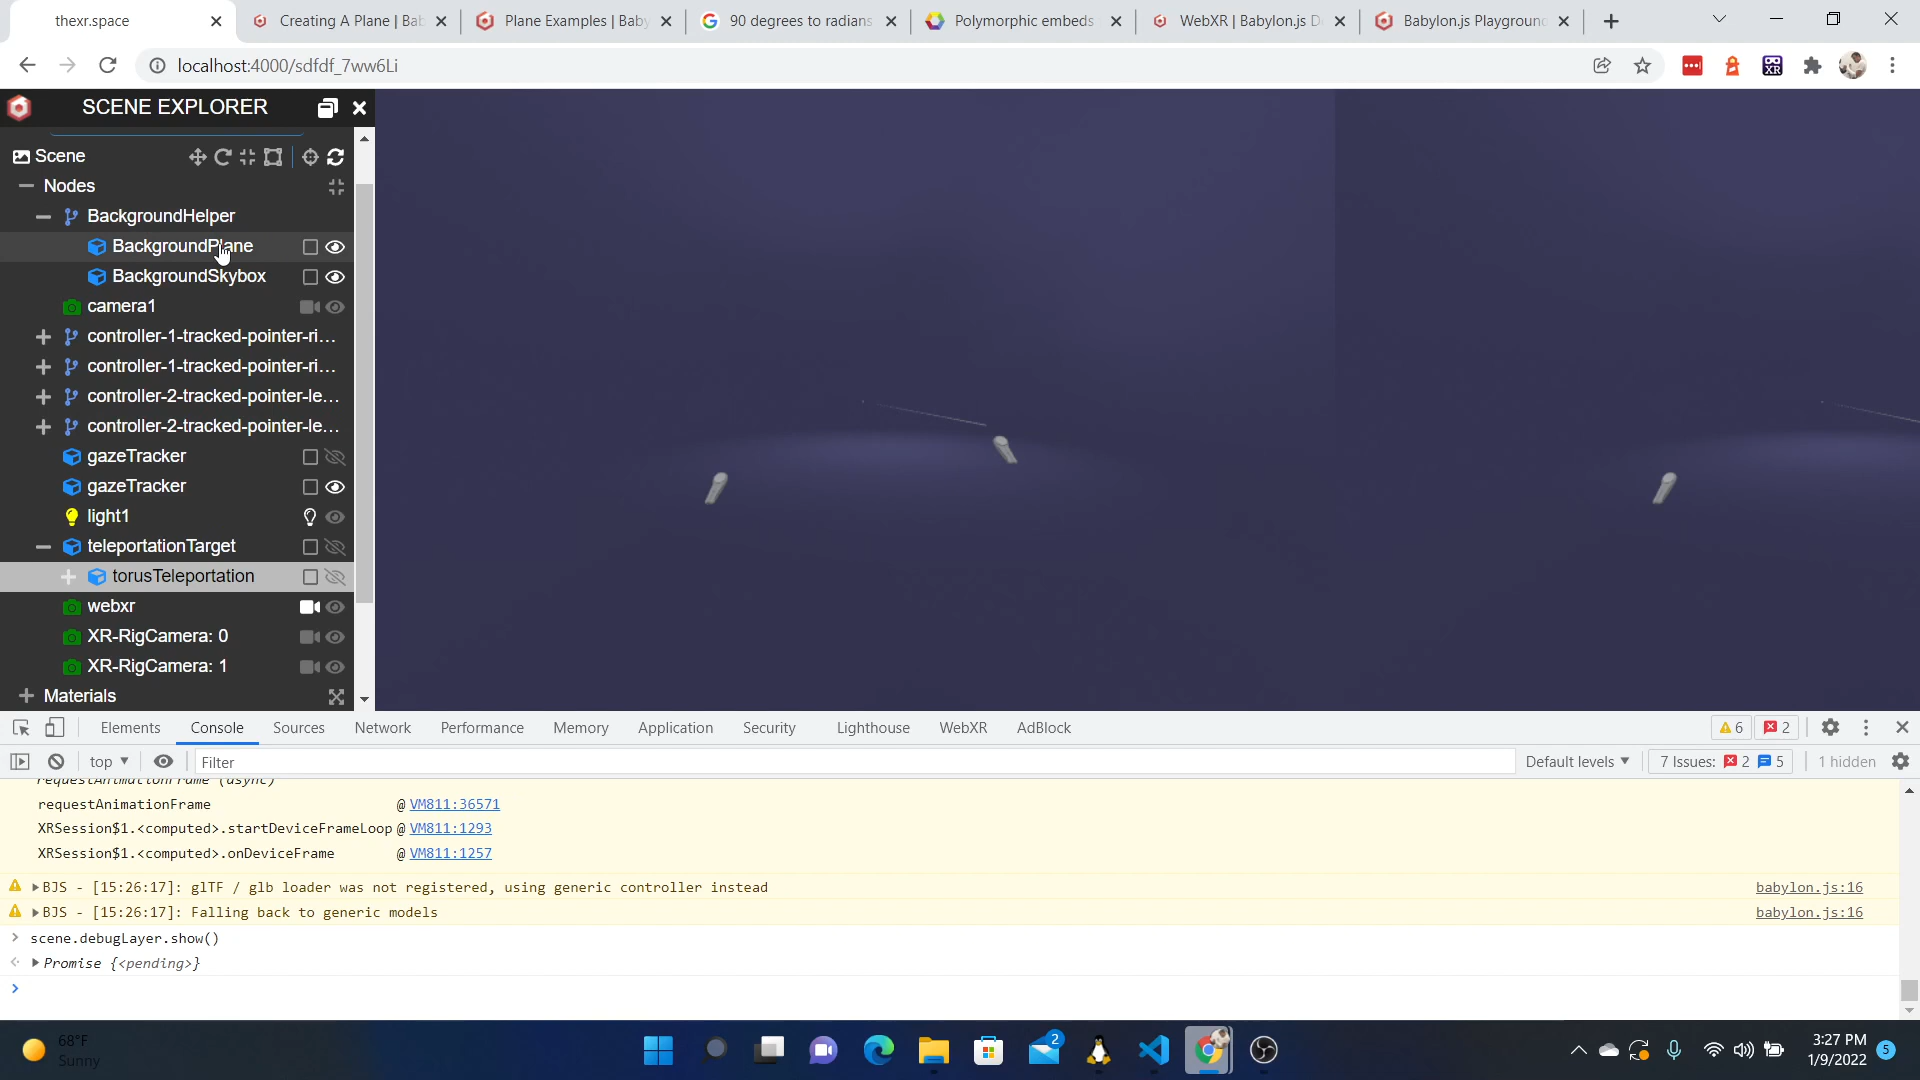 thexr.space
Creating A Plane | Bab
Plane Examples | Baby
90 degrees to radians
Polymorphic embeds
WebXR | Babylon.js Do
Babylon.js Playground
localhost:4000/sdfdf_7ww6Li
XR
SCENE EXPLORER
Scene
Nodes
BackgroundHelper
BackgroundPlane
BackgroundSkybox
camera1
controller-1-tracked-pointer-ri...
controller-1-tracked-pointer-ri...
controller-2-tracked-pointer-le...
controller-2-tracked-pointer-le...
gazeTracker
gazeTracker
light1
teleportationTarget
torusTeleportation
webxr
XR-RigCamera: 0
XR-RigCamera: 1
Materials
Elements Console Sources Network Performance Memory Application Security Lighthouse WebXR AdBlock 6 2
top Filter Default levels 7 Issues: 2 5 1 hidden
requestAnimationFrame (async)
requestAnimationFrame @ VM811:36571
XRSession$1.<computed>.startDeviceFrameLoop @ VM811:1293
XRSession$1.<computed>.onDeviceFrame @ VM811:1257
BJS - [15:26:17]: glTF / glb loader was not registered, using generic controller instead babylon.js:16
BJS - [15:26:17]: Falling back to generic models babylon.js:16
> scene.debugLayer.show()
Promise {<pending>}
>
68°F
Sunny
2
3:27 PM
1/9/2022
5